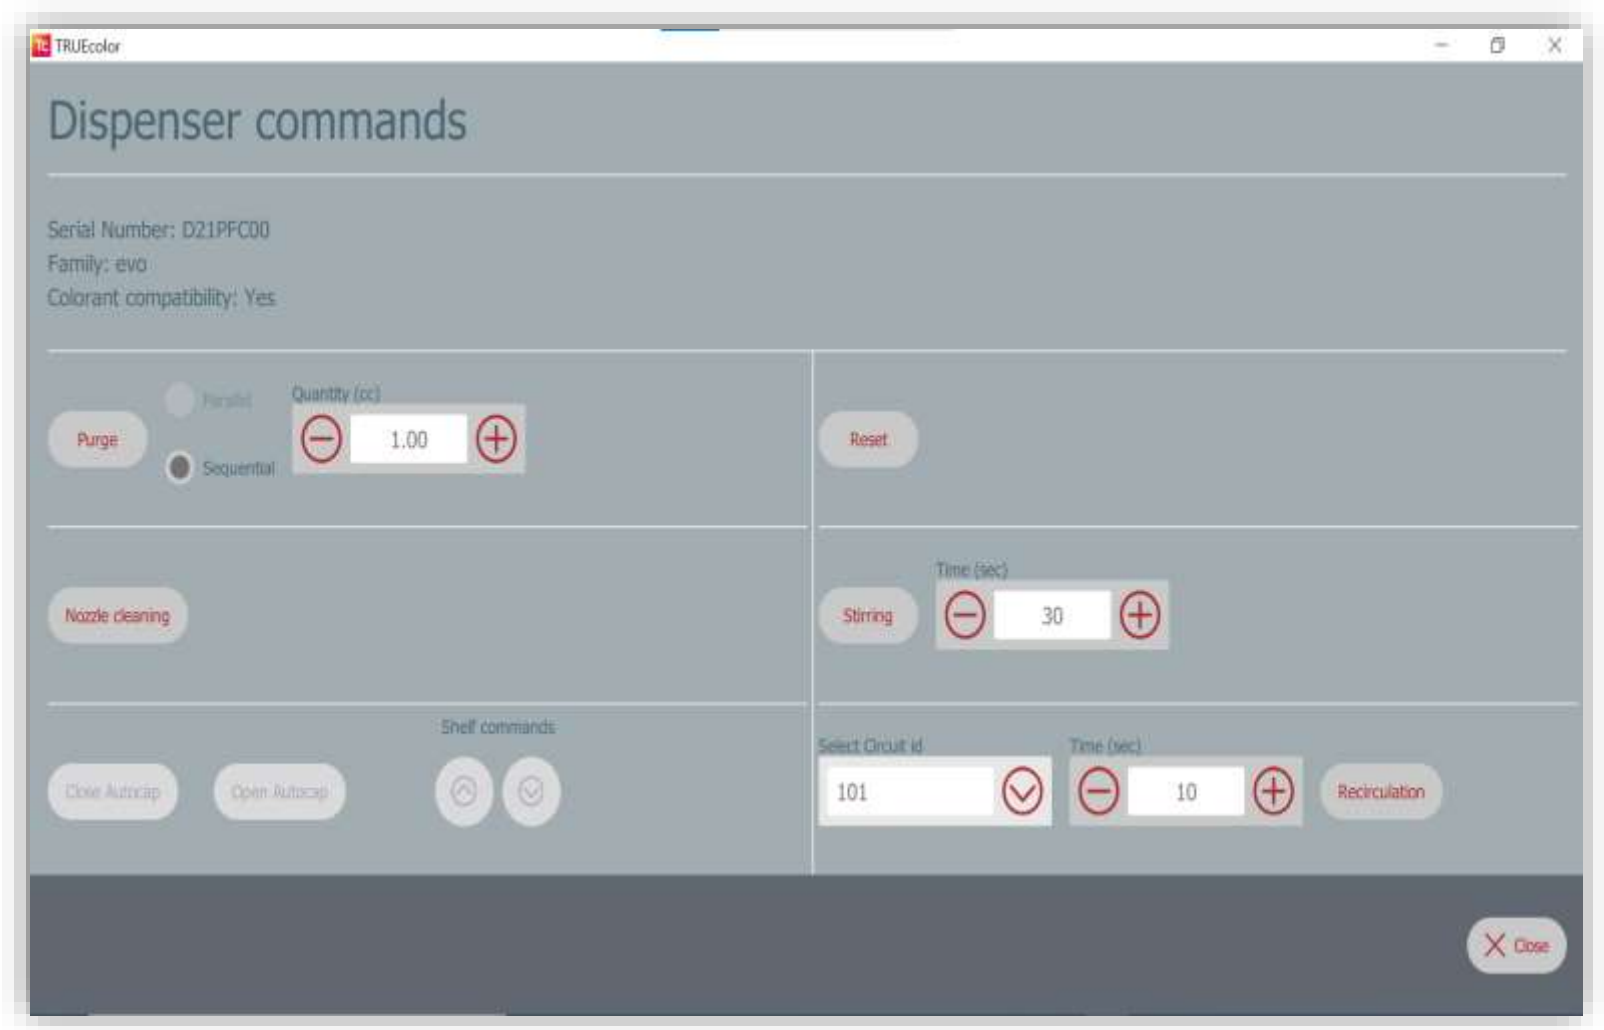 Tc TRUEcolor
Dispenser commands
Serial Number: D21PFC00
Family: evo
Colorant compatibility: Yes
Purge
Parallel
Sequential
Quantity (cc)
1.00
Reset
Nozzle cleaning
Stirring
Time (sec)
30
Close Autocap
Open Autocap
Shelf commands
Select Circuit id
101
Time (sec)
10
Recirculation
Close